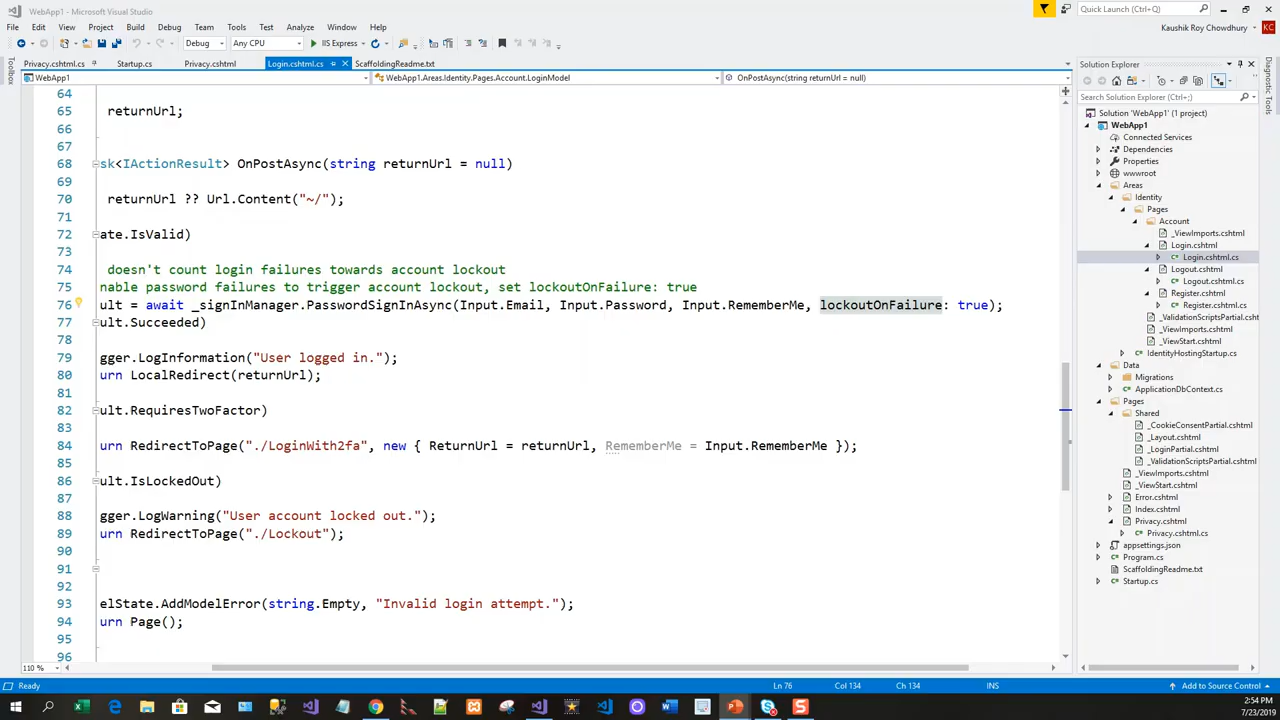 WebApp1 - Microsoft Visual Studio
Quick Launch (Ctrl+Q)
File Edit View Project Build Debug Team Tools Test Analyze Window Help
Kaushik Roy Chowdhury KC
Debug Any CPU IIS Express
Toolbox
Privacy.cshtml.cs Startup.cs Privacy.cshtml Login.cshtml.cs ScaffoldingReadme.txt
WebApp1 WebApp1.Areas.Identity.Pages.Account.LoginModel OnPostAsync(string returnUrl = null)
64
65 returnUrl;
66
67
68 sk<IActionResult> OnPostAsync(string returnUrl = null)
69
70 returnUrl ?? Url.Content("~/");
71
72 ate.IsValid)
73
74 doesn't count login failures towards account lockout
75 nable password failures to trigger account lockout, set lockoutOnFailure: true
76 ult = await _signInManager.PasswordSignInAsync(Input.Email, Input.Password, Input.RememberMe, lockoutOnFailure: true);
77 ult.Succeeded)
78
79 gger.LogInformation("User logged in.");
80 urn LocalRedirect(returnUrl);
81
82 ult.RequiresTwoFactor)
83
84 urn RedirectToPage("./LoginWith2fa", new { ReturnUrl = returnUrl, RememberMe = Input.RememberMe });
85
86 ult.IsLockedOut)
87
88 gger.LogWarning("User account locked out.");
89 urn RedirectToPage("./Lockout");
90
91
92
93 elState.AddModelError(string.Empty, "Invalid login attempt.");
94 urn Page();
95
96
110 %
Solution Explorer
Search Solution Explorer (Ctrl+;)
Solution 'WebApp1' (1 project)
WebApp1
Connected Services
Dependencies
Properties
wwwroot
Areas
Identity
Pages
Account
_ViewImports.cshtml
Login.cshtml
Login.cshtml.cs
Logout.cshtml
Logout.cshtml.cs
Register.cshtml
Register.cshtml.cs
_ValidationScriptsPartial.csht
_ViewImports.cshtml
_ViewStart.cshtml
IdentityHostingStartup.cs
Data
Migrations
ApplicationDbContext.cs
Pages
Shared
_CookieConsentPartial.cshtml
_Layout.cshtml
_LoginPartial.cshtml
_ValidationScriptsPartial.cshtml
_ViewImports.cshtml
_ViewStart.cshtml
Error.cshtml
Index.cshtml
Privacy.cshtml
Privacy.cshtml.cs
appsettings.json
Program.cs
ScaffoldingReadme.txt
Startup.cs
Diagnostic Tools
Ready Ln 76 Col 134 Ch 134 INS Add to Source Control
2:54 PM
7/23/2019